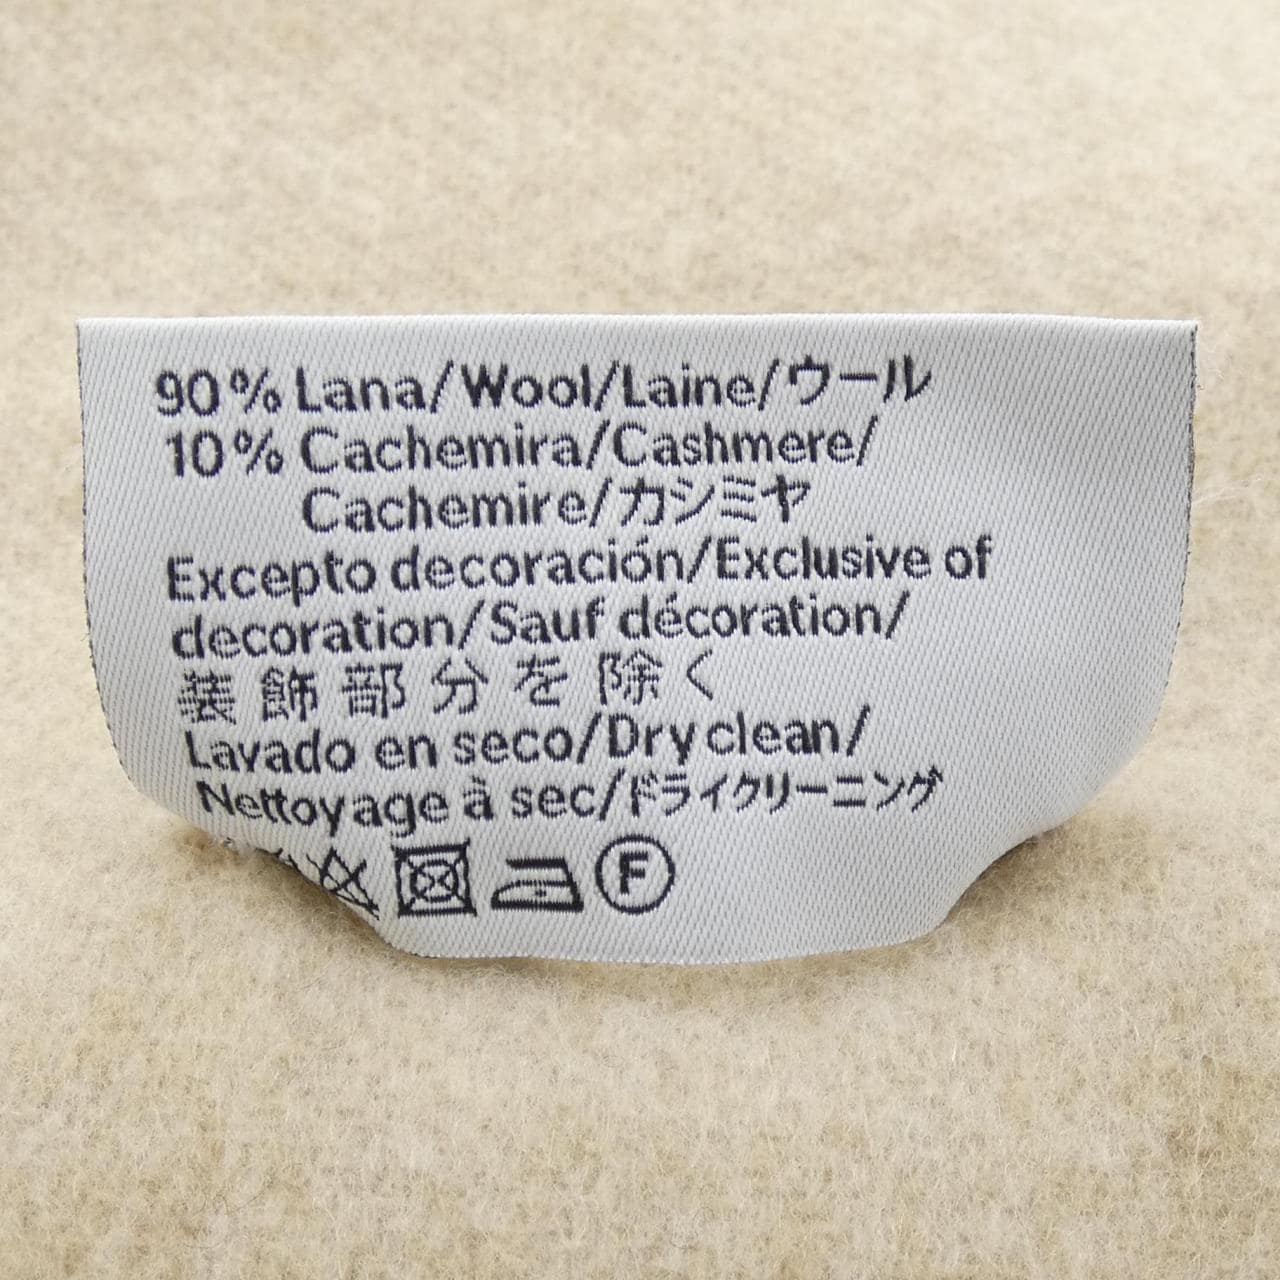 90% Lana/Wool/Laine/ウール
10% Cachemira/Cashmere/
Cachemire/カシミヤ
Excepto decoración/Exclusive of
decoration/Sauf décoration/
装飾部分を除く
Lavado en seco/Dry clean/
Nettoyage à sec/ドライクリーニング
F